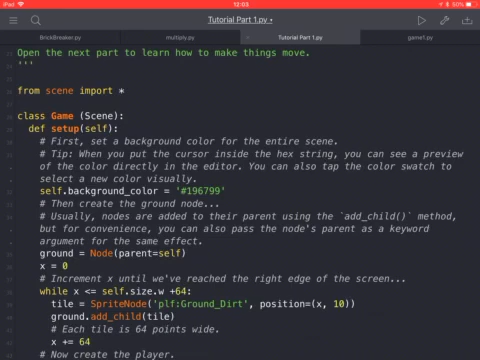 iPad
12:03
50%
Tutorial Part 1.py
BrickBreaker.py
multiply.py
Tutorial Part 1.py
game1.py
Open the next part to learn how to make things move.
'''
from scene import *
class Game (Scene):
def setup(self):
# First, set a background color for the entire scene.
# Tip: When you put the cursor inside the hex string, you can see a preview
of the color directly in the editor. You can also tap the color swatch to
select a new color visually.
self.background_color = '#196799'
# Then create the ground node...
# Usually, nodes are added to their parent using the `add_child()` method,
but for convenience, you can also pass the node's parent as a keyword
argument for the same effect.
ground = Node(parent=self)
x = 0
# Increment x until we've reached the right edge of the screen...
while x <= self.size.w +64:
tile = SpriteNode('plf:Ground_Dirt', position=(x, 10))
ground.add_child(tile)
# Each tile is 64 points wide.
x += 64
# Now create the player.